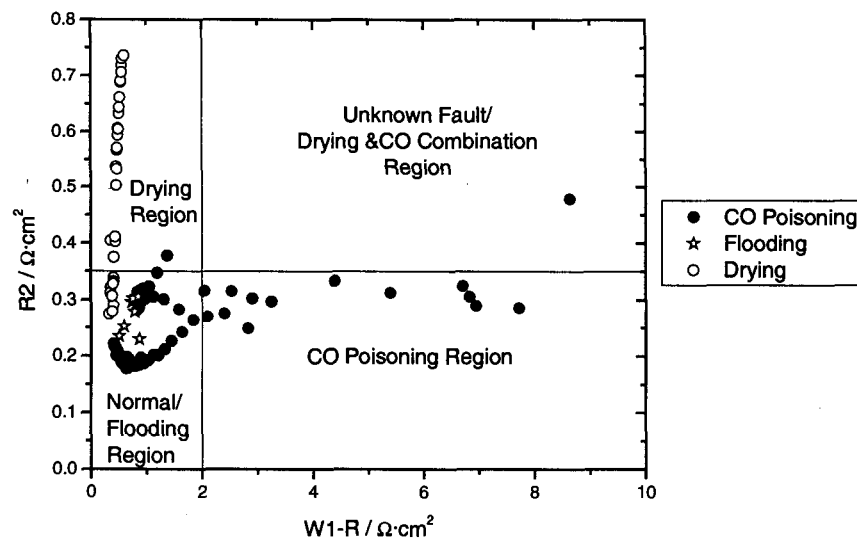 0.8
0.7
0.6
0.5
0.4
0.3
0.2
0.1
0.0
R2 / Ω·cm²
Unknown Fault/
Drying &CO Combination
Region
Drying
Region
CO Poisoning Region
Normal/
Flooding
Region
0
2
4
6
8
10
W1-R / Ω·cm²
CO Poisoning
Flooding
Drying